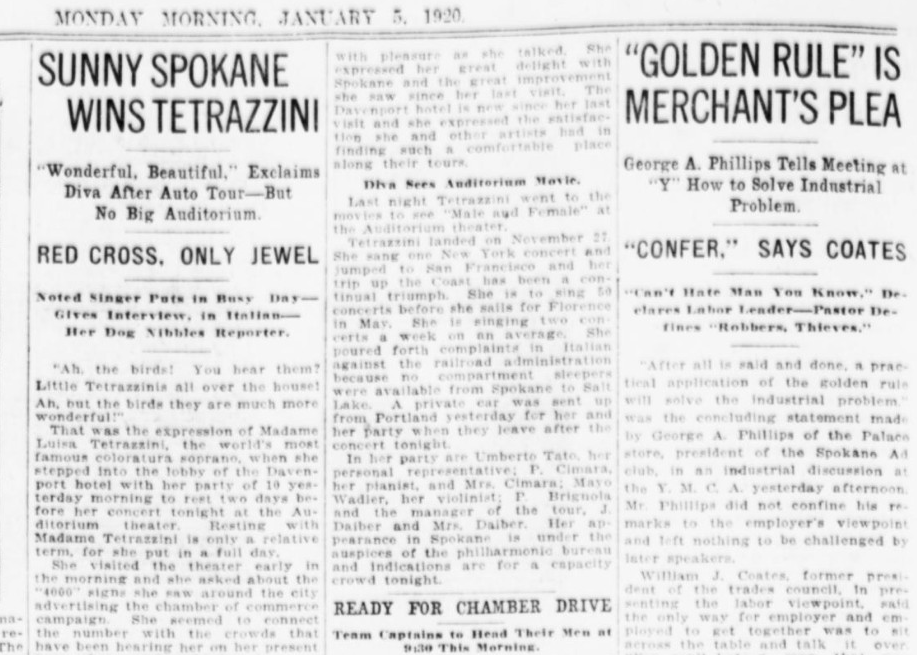 MONDAY MORNING, JANUARY 5, 1920.
SUNNY SPOKANE
WINS TETRAZZINI
"Wonderful, Beautiful," Exclaims
Diva After Auto Tour—But
No Big Auditorium.
RED CROSS, ONLY JEWEL
Noted Singer Puts in Busy Day—
Gives Interview, in Italian—
Her Dog Nibbles Reporter.
"Ah, the birds! You hear them?
Little Tetrazzinis all over the house!
Ah, but the birds they are much more
wonderful!"
That was the expression of Madame
Luisa Tetrazzini, the world's most
famous coloratura soprano, when she
stepped into the lobby of the Daven-
port hotel with her party of 10 yes-
terday morning to rest two days be-
fore her concert tonight at the Au-
ditorium theater. Resting with
Madame Tetrazzini is only a relative
term, for she put in a full day.
She visited the theater early in
the morning and she asked about the
"4000" signs she saw around the city
advertising the chamber of commerce
campaign. She seemed to connect
the number with the crowds that
have been hearing her on her present
with pleasure as she talked. She
expressed her great delight with
Spokane and the great improvement
she saw since her last visit. The
Davenport hotel is new since her last
visit and she expressed the satisfac-
tion she and other artists had in
finding such a comfortable place
along their tours.
Diva Sees Auditorium Movie.
Last night Tetrazzini went to the
movies to see "Male and Female" at
the Auditorium theater.
Tetrazzini landed on November 27.
She sang one New York concert and
jumped to San Francisco and her
trip up the Coast has been a con-
tinual triumph. She is to sing 50
concerts before she sails for Florence
in May. She is singing two con-
certs a week on an average. She
poured forth complaints in Italian
against the railroad administration
because no compartment sleepers
were available from Spokane to Salt
Lake. A private car was sent up
from Portland yesterday for her and
her party when they leave after the
concert tonight.
In her party are Umberto Tato, her
personal representative; P. Cimara,
her pianist, and Mrs. Cimara; Mayo
Wadler, her violinist; P. Brignola
and the manager of the tour, J.
Daiber and Mrs. Daiber. Her ap-
pearance in Spokane is under the
auspices of the philharmonic bureau
and indications are for a capacity
crowd tonight.
READY FOR CHAMBER DRIVE
Team Captains to Head Their Men at
9:30 This Morning.
"GOLDEN RULE" IS
MERCHANT'S PLEA
George A. Phillips Tells Meeting at
"Y" How to Solve Industrial
Problem.
"CONFER," SAYS COATES
"Can't Hate Man You Know," De-
clares Labor Leader—Pastor De-
fines "Robbers, Thieves."
"After all is said and done, a prac-
tical application of the golden rule
will solve the industrial problem,"
was the concluding statement made
by George A. Phillips of the Palace
store, president of the Spokane Ad
club, in an industrial discussion at
the Y. M. C. A. yesterday afternoon.
Mr. Phillips did not confine his re-
marks to the employer's viewpoint
and left nothing to be challenged by
later speakers.
William J. Coates, former presi-
dent of the trades council, in pre-
senting the labor viewpoint, said
the only way for employer and em-
ployed to get together was to sit
across the table and talk it over.
na-
re-
The